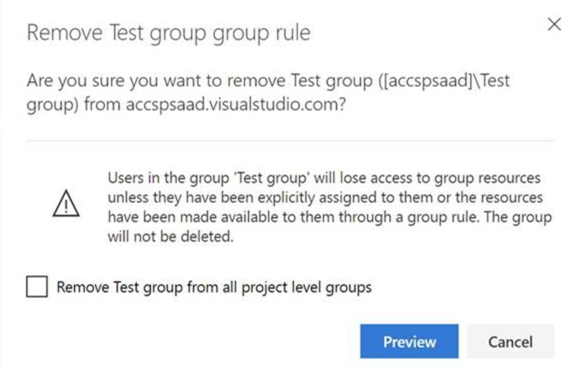 Remove Test group group rule
Are you sure you want to remove Test group ([accspsaad]\Test
group) from accspsaad.visualstudio.com?
Users in the group 'Test group' will lose access to group resources
unless they have been explicitly assigned to them or the resources
have been made available to them through a group rule. The group
will not be deleted.
Remove Test group from all project level groups
Preview
Cancel